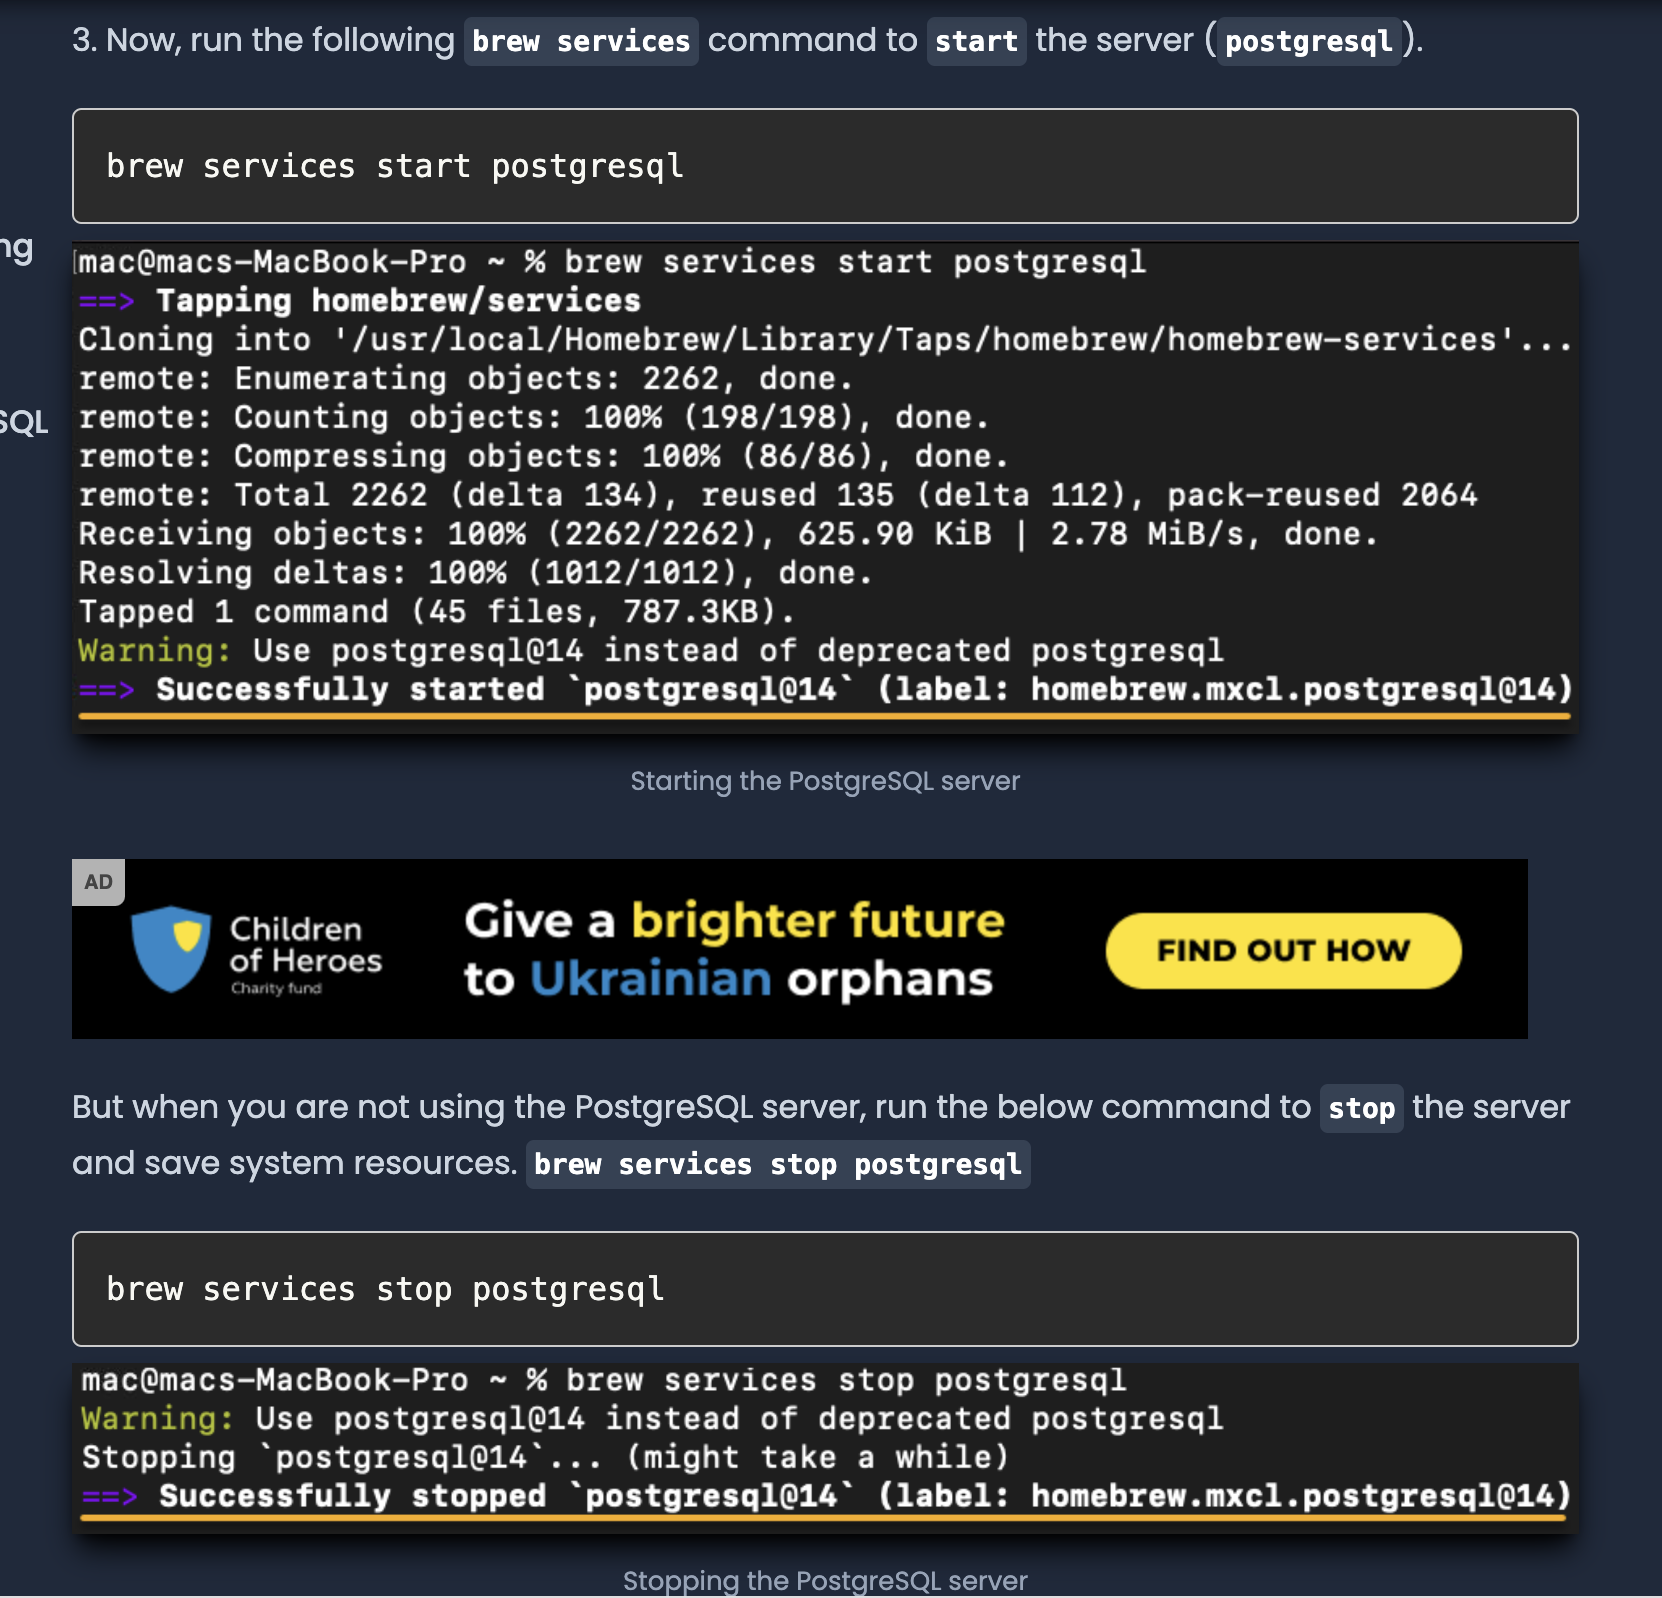 3. Now, run the following brew services command to start the server (postgresql).
brew services start postgresql
ng
mac@macs-MacBook-Pro ~ % brew services start postgresql
==> Tapping homebrew/services
Cloning into '/usr/local/Homebrew/Library/Taps/homebrew/homebrew-services'...
remote: Enumerating objects: 2262, done.
remote: Counting objects: 100% (198/198), done.
SQL
remote: Compressing objects: 100% (86/86), done.
remote: Total 2262 (delta 134), reused 135 (delta 112), pack-reused 2064
Receiving objects: 100% (2262/2262), 625.90 KiB | 2.78 MiB/s, done.
Resolving deltas: 100% (1012/1012), done.
Tapped 1 command (45 files, 787.3KB).
Warning: Use postgresql@14 instead of deprecated postgresql
==> Successfully started `postgresql@14` (label: homebrew.mxcl.postgresql@14)
Starting the PostgreSQL server
AD
Children
of Heroes
Charity fund
Give a brighter future
to Ukrainian orphans
FIND OUT HOW
But when you are not using the PostgreSQL server, run the below command to stop the server
and save system resources. brew services stop postgresql
brew services stop postgresql
mac@macs-MacBook-Pro ~ % brew services stop postgresql
Warning: Use postgresql@14 instead of deprecated postgresql
Stopping `postgresql@14`... (might take a while)
==> Successfully stopped `postgresql@14` (label: homebrew.mxcl.postgresql@14)
Stopping the PostgreSQL server